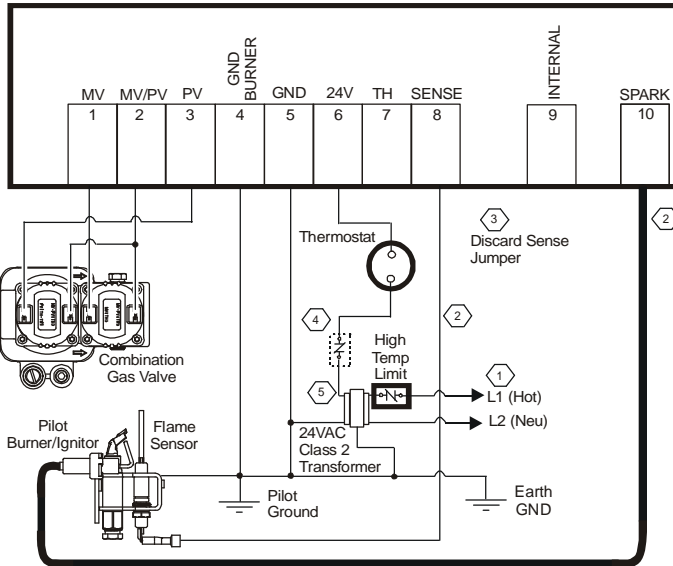 GND
BURNER
INTERNAL
MV
MV/PV
PV
GND
24V
TH
SENSE
SPARK
1
2
3
4
5
6
7
8
9
10
Thermostat
3
Discard Sense
Jumper
2
4
2
Combination
Gas Valve
High
Temp
Limit
5
1
L1 (Hot)
L2 (Neu)
24VAC
Class 2
Transformer
Pilot
Burner/Ignitor
Flame
Sensor
Pilot
Ground
Earth
GND